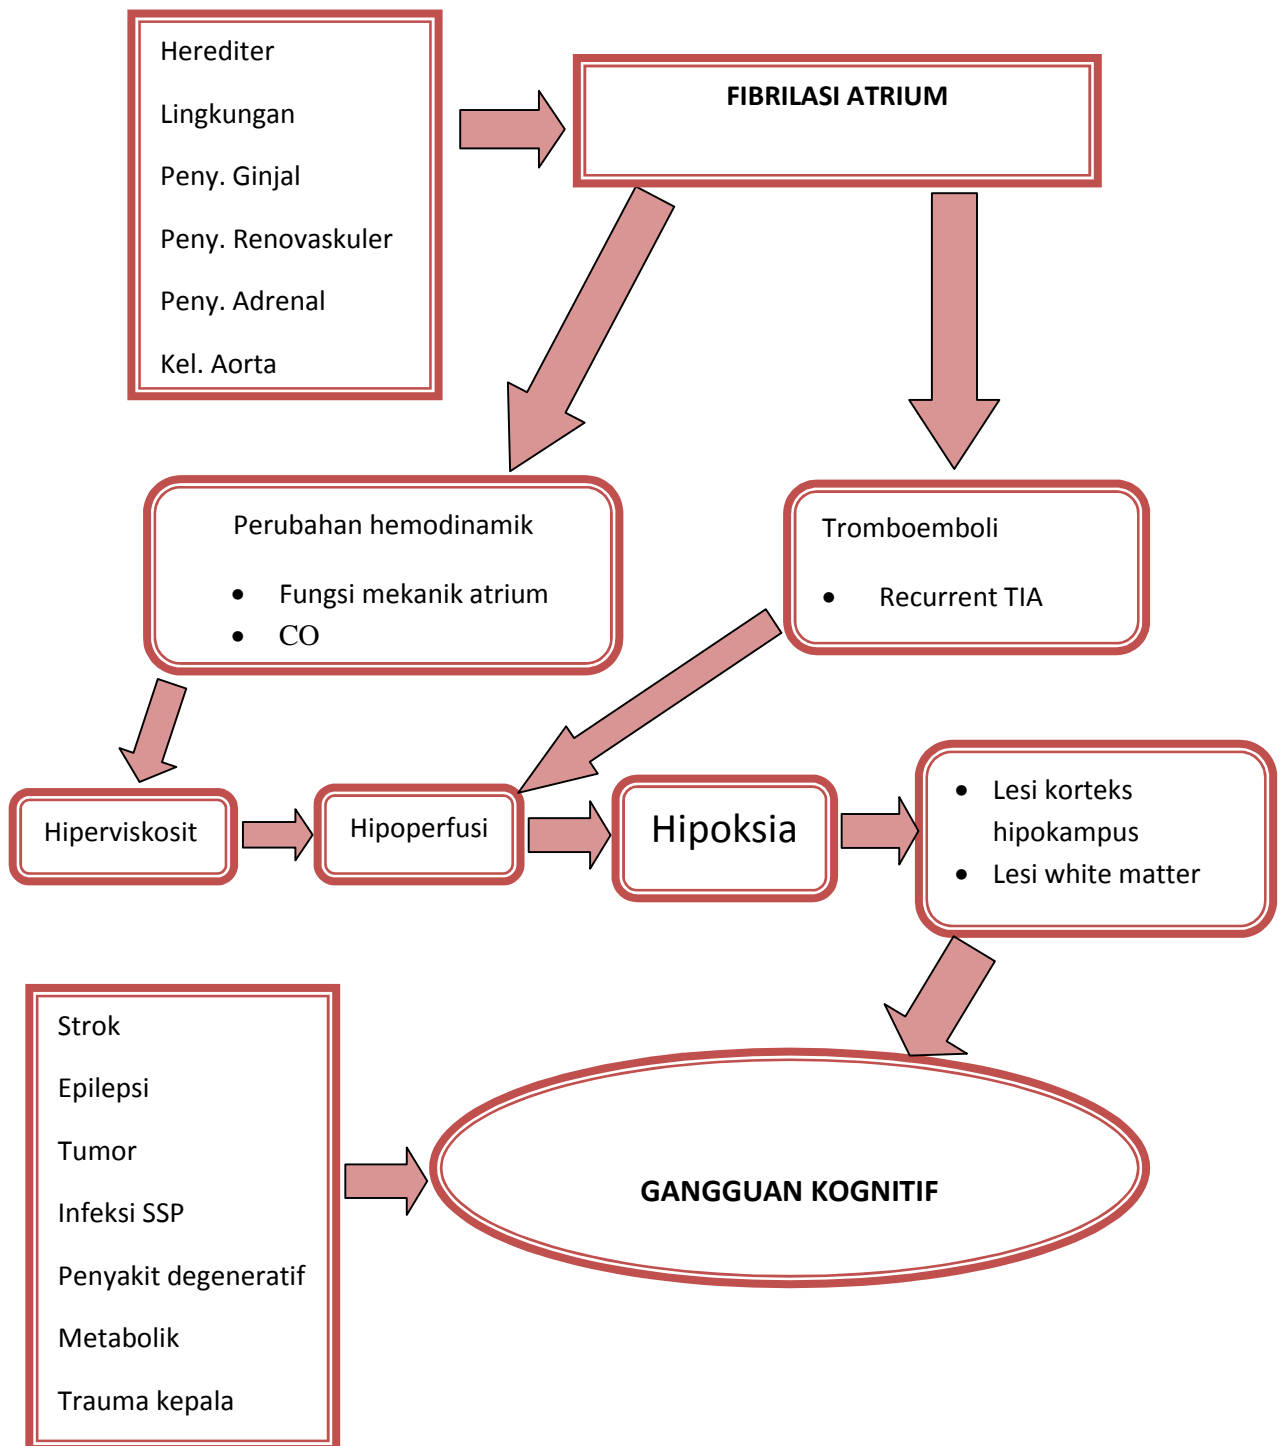 Herediter
Lingkungan
Peny. Ginjal
Peny. Renovaskuler
Peny. Adrenal
Kel. Aorta
FIBRILASI ATRIUM
Perubahan hemodinamik
• Fungsi mekanik atrium
• CO
Tromboemboli
• Recurrent TIA
Hiperviskosit
Hipoperfusi
Hipoksia
• Lesi korteks
hipokampus
• Lesi white matter
Strok
Epilepsi
Tumor
Infeksi SSP
Penyakit degeneratif
Metabolik
Trauma kepala
GANGGUAN KOGNITIF